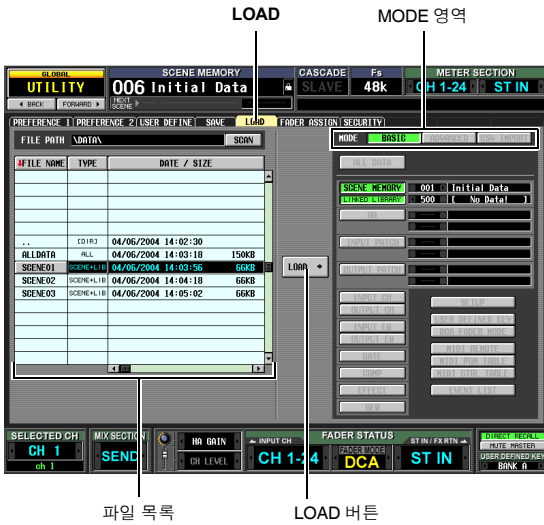 LOAD MODE 영역
GLOBAL SCENE MEMORY CASCADE Fs METER SECTION
UTILITY 006 Initial Data SLAVE 48k CH 1-24 ST IN
BACK FORWARD NEXT SCENE
PREFERENCE 1 PREFERENCE 2 USER DEFINE SAVE LOAD FADER ASSIGN SECURITY
FILE PATH \DATA\ SCAN MODE BASIC ADVANCED CSV IMPORT
FILE NAME TYPE DATE / SIZE
ALL DATA
SCENE MEMORY 001 Initial Data
LINKED LIBRARY 500 [ No Data! ]
HA
.. [DIR] 04/06/2004 14:02:30
ALLDATA ALL 04/06/2004 14:03:18 150KB
SCENE01 SCENE+LIB 04/06/2004 14:03:56 66KB
SCENE02 SCENE+LIB 04/06/2004 14:04:18 66KB
SCENE03 SCENE+LIB 04/06/2004 14:05:02 66KB
LOAD
INPUT PATCH
OUTPUT PATCH
INPUT CH
OUTPUT CH
INPUT EQ
OUTPUT EQ
GATE
COMP
EFFECT
GEQ
SETUP
USER DEFINED KEY
DCA FADER MODE
MIDI REMOTE
MIDI PGM TABLE
MIDI CTRL TABLE
EVENT LIST
SELECTED CH MIX SECTION HA GAIN INPUT CH FADER STATUS ST IN / FX RTN DIRECT RECALL
MUTE MASTER
CH 1 SEND CH LEVEL CH 1-24 FADER MODE DCA ST IN USER DEFINED KEY
ch 1 BANK A
파일 목록 LOAD 버튼